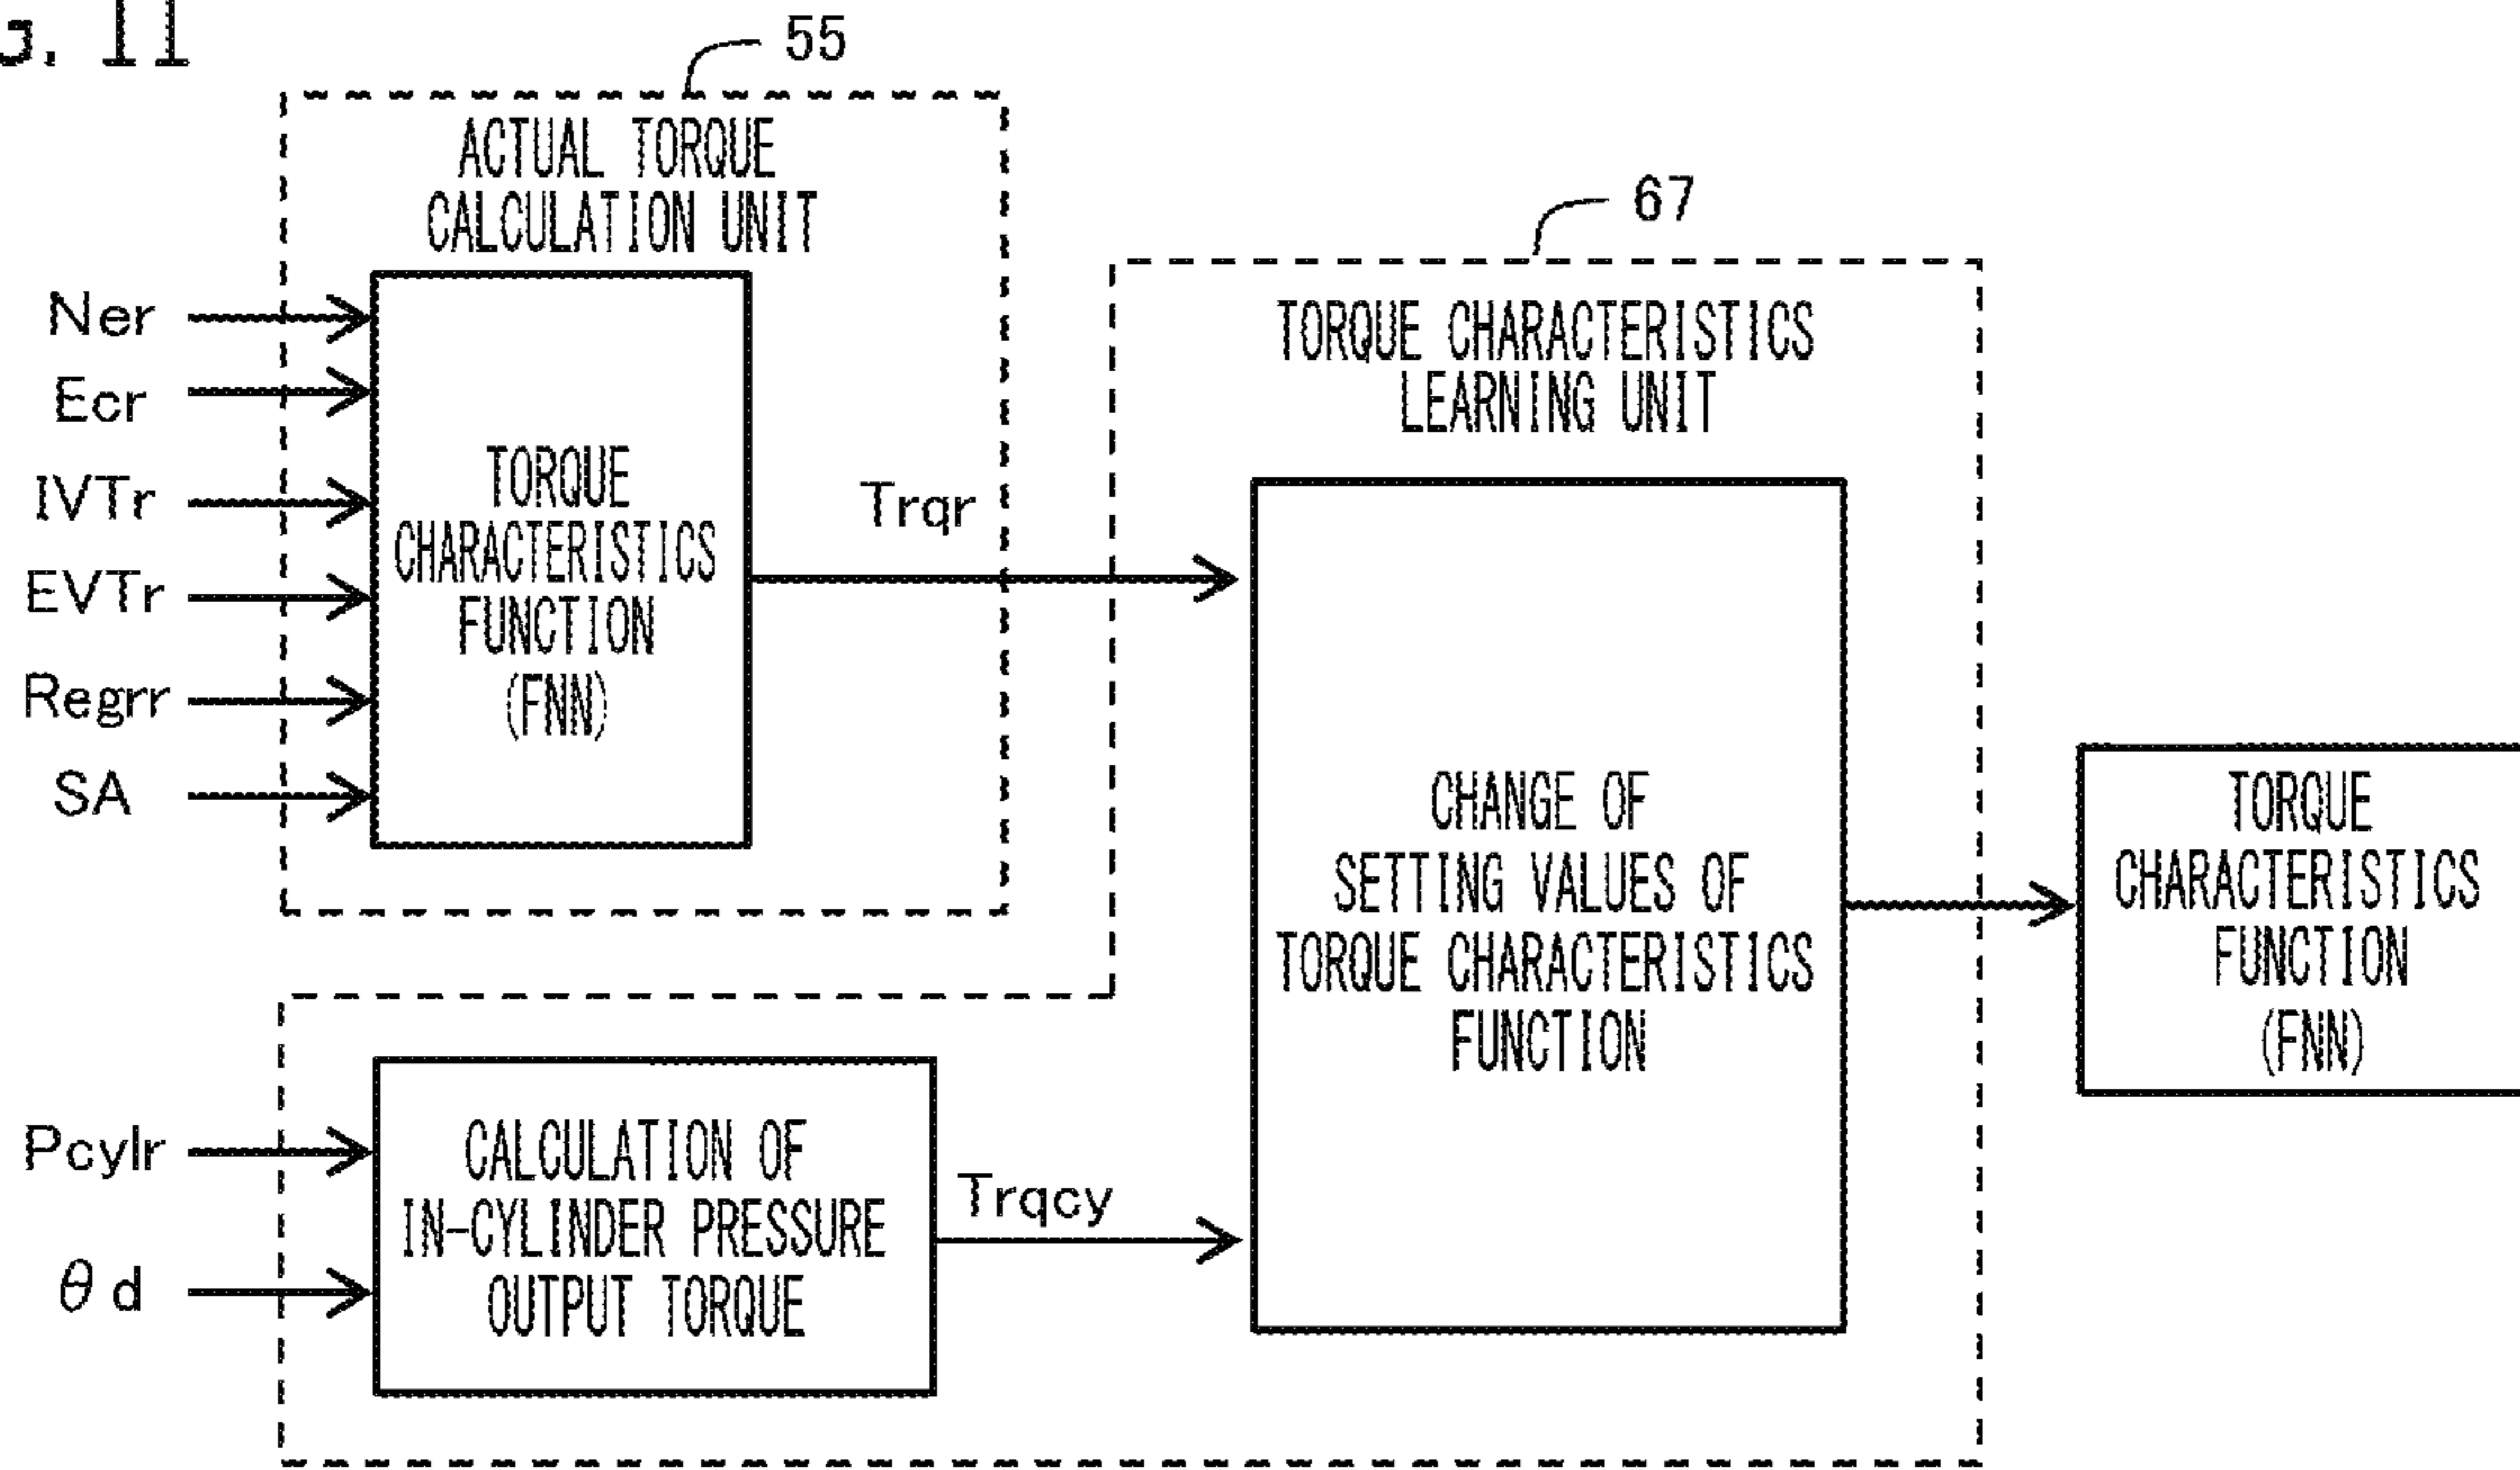 . 11
55
ACTUAL TORQUE
CALCULATION UNIT
Ner
Ecr
IVTr
EVTr
Regrr
SA
TORQUE
CHARACTERISTICS
FUNCTION
(FNN)
Trqr
67
TORQUE CHARACTERISTICS
LEARNING UNIT
CHANGE OF
SETTING VALUES OF
TORQUE CHARACTERISTICS
FUNCTION
Pcylr
θd
CALCULATION OF
IN-CYLINDER PRESSURE
OUTPUT TORQUE
Trqcy
TORQUE
CHARACTERISTICS
FUNCTION
(FNN)